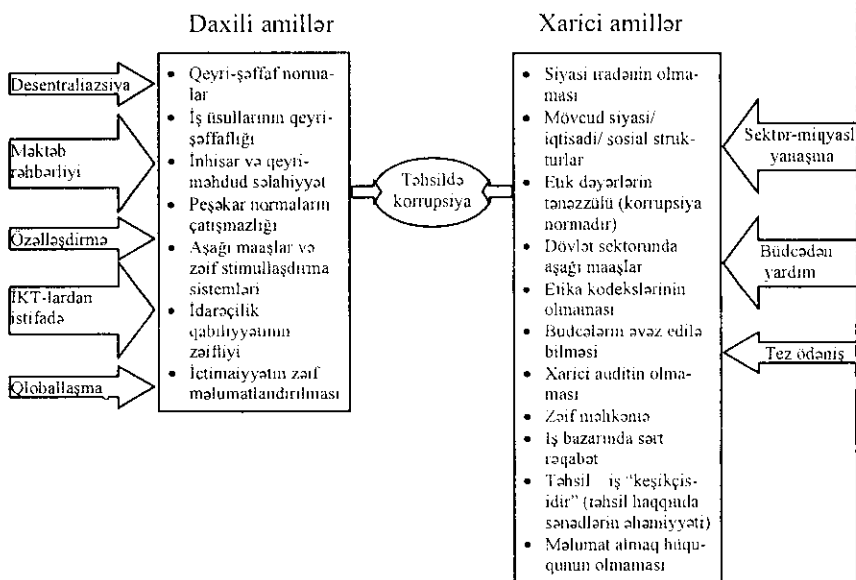 Daxili amillər
Xarici amillər
Desentraliazsiya
Məktəb
rəhbərliyi
Özəlləşdirmə
İKT-lardan
istifadə
Qloballaşma
• Qeyri-şəffaf norma-
lar
• İş üsullarının qeyri-
şəffaflığı
• İnhisar və qeyri-
məhdud səlahiyyət
• Peşəkar normaların
çatışmazlığı
• Aşağı maaşlar və
zəif stimullaşdırma
sistemləri
• İdarəçilik
qabiliyyətinin
zəifliyi
• İctimaiyyətin zəif
məlumatlandırılması
Təhsildə
korrupsiya
• Siyasi iradənin olma-
ması
• Mövcud siyasi/
iqtisadi/ sosial struk-
turlar
• Etik dəyərlərin
tənəzzülü (korrupsiya
normadır)
• Dövlət sektorunda
aşağı maaşlar
• Etika kodekslərinin
olmaması
• Büdcələrin əvəz edilə
bilməsi
• Xarici auditin olma-
ması
• Zəif məhkəmə
• İş bazarında sərt
rəqabət
• Təhsil iş “keşikçis-
idir” (təhsil haqqında
sənədlərin əhəmiyyəti)
• Məlumat almaq hüqu-
qunun olmaması
Sektor-miqyaslı
yanaşma
Büdcədən
yardım
Tez ödəniş